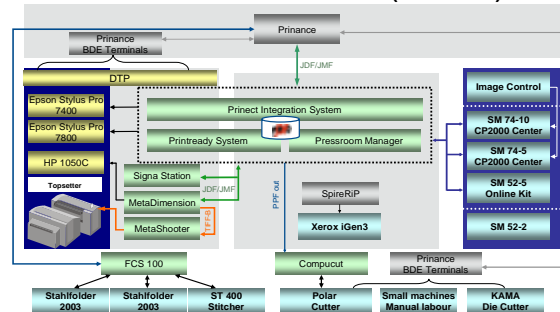 Prinance
Prinance
BDE Terminals
JDF/JMF
DTP
Epson Stylus Pro
7400
Epson Stylus Pro
7800
HP 1050C
Topsetter
Prinect Integration System
Printready System
Pressroom Manager
Image Control
SM 74-10
CP2000 Center
SM 74-5
CP2000 Center
SM 52-5
Online Kit
SM 52-2
Signa Station
JDF/JMF
MetaDimension
TIFF-B
MetaShooter
PPF out
SpireRiP
Xerox iGen3
FCS 100
Compucut
Prinance
BDE Terminals
Stahlfolder
2003
Stahlfolder
2003
ST 400
Stitcher
Polar
Cutter
Small machines
Manual labour
KAMA
Die Cutter